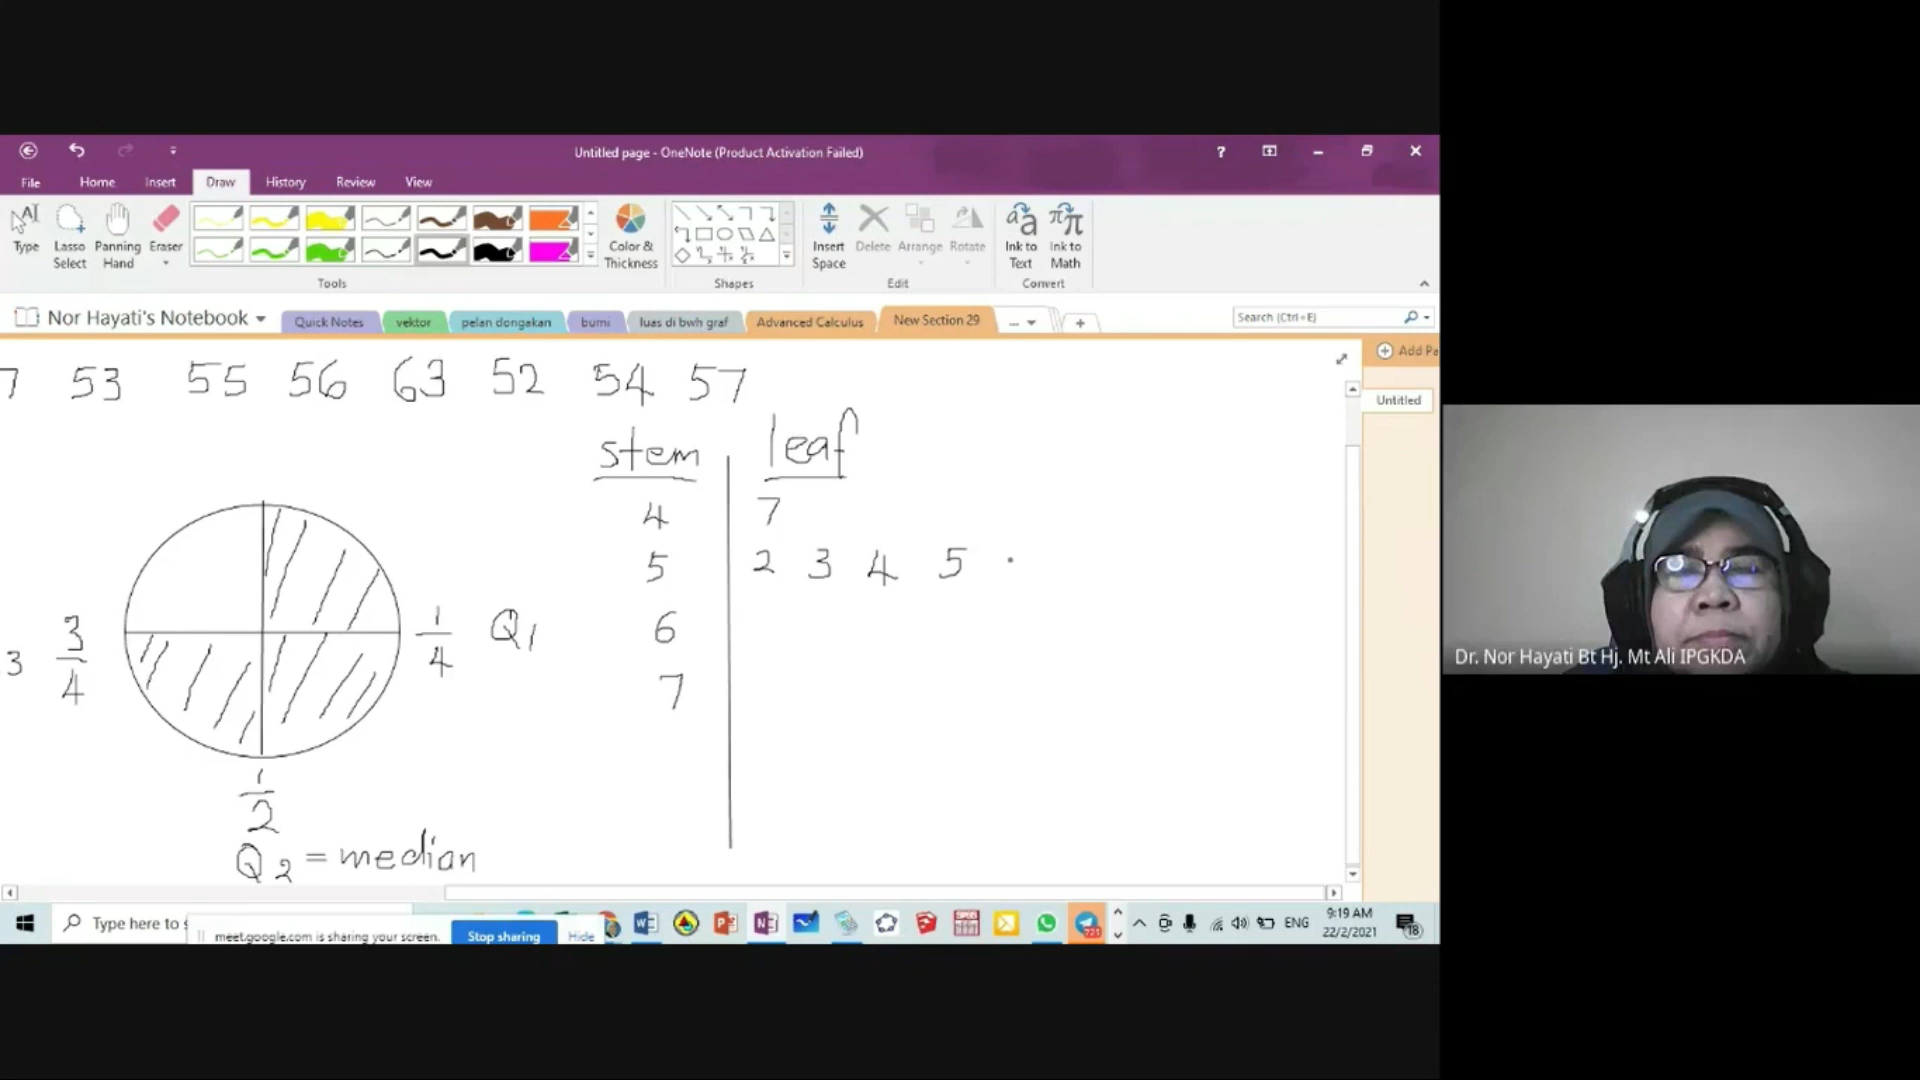 Untitled page - OneNote (Product Activation Failed)
?
File Home Insert Draw History Review View
Type
Lasso Select
Panning Hand
Eraser
Color & Thickness
Insert Space
Delete
Arrange
Rotate
Ink to Text
Ink to Math
Tools
Shapes
Edit
Convert
Nor Hayati's Notebook
Quick Notes
vektor
pelan dongakan
bumi
luas di bwh graf
Advanced Calculus
New Section 29
Search (Ctrl+E)
Add Pa
Untitled
7 53 55 56 63 52 54 57
stem leaf
4 7
5 2 3 4 5
6
7
3 3/4
1/4 Q1
1/2
Q2 = median
Dr. Nor Hayati Bt Hj. Mt Ali IPGKDA
Type here to s
meet.google.com is sharing your screen.
Stop sharing
Hide
ENG
9:19 AM
22/2/2021
18